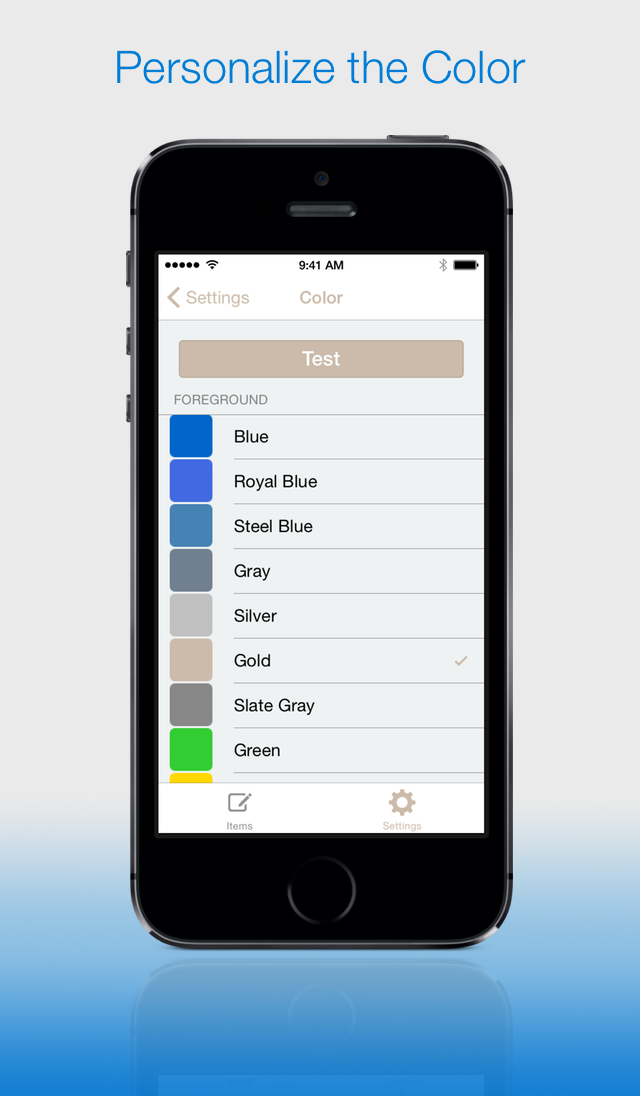 Personalize the Color
9:41 AM
Settings
Color
Test
FOREGROUND
Blue
Royal Blue
Steel Blue
Gray
Silver
Gold
Slate Gray
Green
Items
Settings